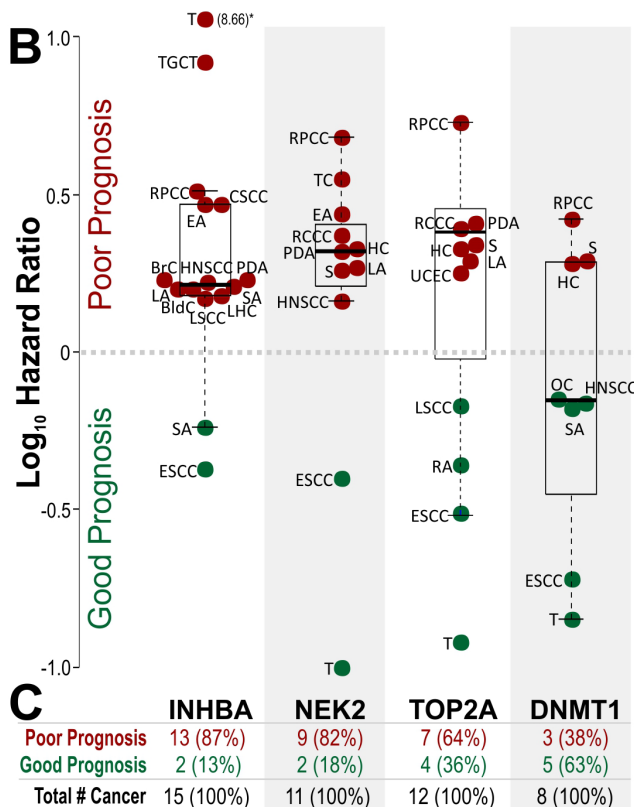 B
Log10 Hazard Ratio
Poor Prognosis
Good Prognosis
1.0
0.5
0
-0.5
-1.0
T (8.66)*
TGCT
RPCC
CSCC
EA
BrC HNSCC PDA
LA
SA
BldC
LHC
LSCC
SA
ESCC
RPCC
TC
EA
RCCC
HC
PDA
S
LA
HNSCC
ESCC
T
RPCC
RCCC
PDA
HC
S
LA
UCEC
LSCC
RA
ESCC
T
RPCC
S
HC
OC
HNSCC
SA
ESCC
T
C
INHBA NEK2 TOP2A DNMT1
Poor Prognosis 13 (87%) 9 (82%) 7 (64%) 3 (38%)
Good Prognosis 2 (13%) 2 (18%) 4 (36%) 5 (63%)
Total # Cancer 15 (100%) 11 (100%) 12 (100%) 8 (100%)